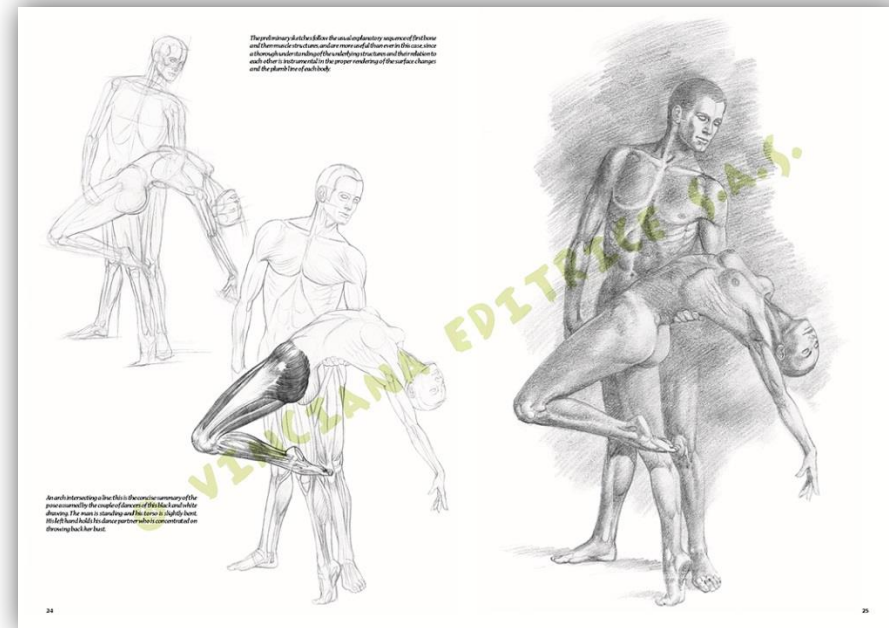 The preliminary sketches follow the usual explanatory sequence of first bone
and then muscle structures, and are more useful than ever in this case, since
a thorough understanding of the underlying structures and their relation to
each other is instrumental in the proper rendering of the surface changes
and the plumb line of each body.
© VINCIANA EDITRICE S.A.S.
An arch intersecting a line: this is the concise summary of the
pose assumed by the couple of dancers of this black and white
drawing. The man is standing and his torso is slightly bent.
His left hand holds his dance partner who is concentrated on
throwing back her bust.
24
25